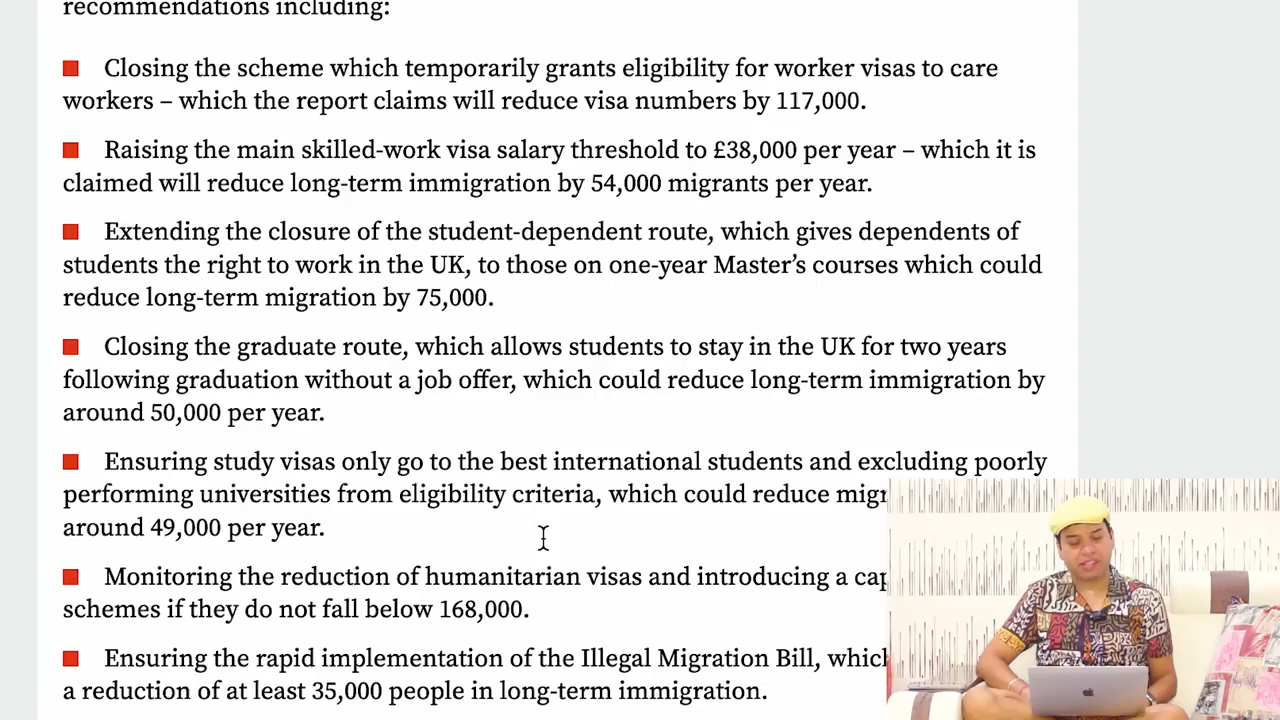 recommendations including:
Closing the scheme which temporarily grants eligibility for worker visas to care
workers – which the report claims will reduce visa numbers by 117,000.
Raising the main skilled-work visa salary threshold to £38,000 per year – which it is
claimed will reduce long-term immigration by 54,000 migrants per year.
Extending the closure of the student-dependent route, which gives dependents of
students the right to work in the UK, to those on one-year Master’s courses which could
reduce long-term migration by 75,000.
Closing the graduate route, which allows students to stay in the UK for two years
following graduation without a job offer, which could reduce long-term immigration by
around 50,000 per year.
Ensuring study visas only go to the best international students and excluding poorly
performing universities from eligibility criteria, which could reduce
around 49,000 per year.
Monitoring the reduction of humanitarian visas and introducing a
schemes if they do not fall below 168,000.
Ensuring the rapid implementation of the Illegal Migration Bill,
a reduction of at least 35,000 people in long-term immigration.